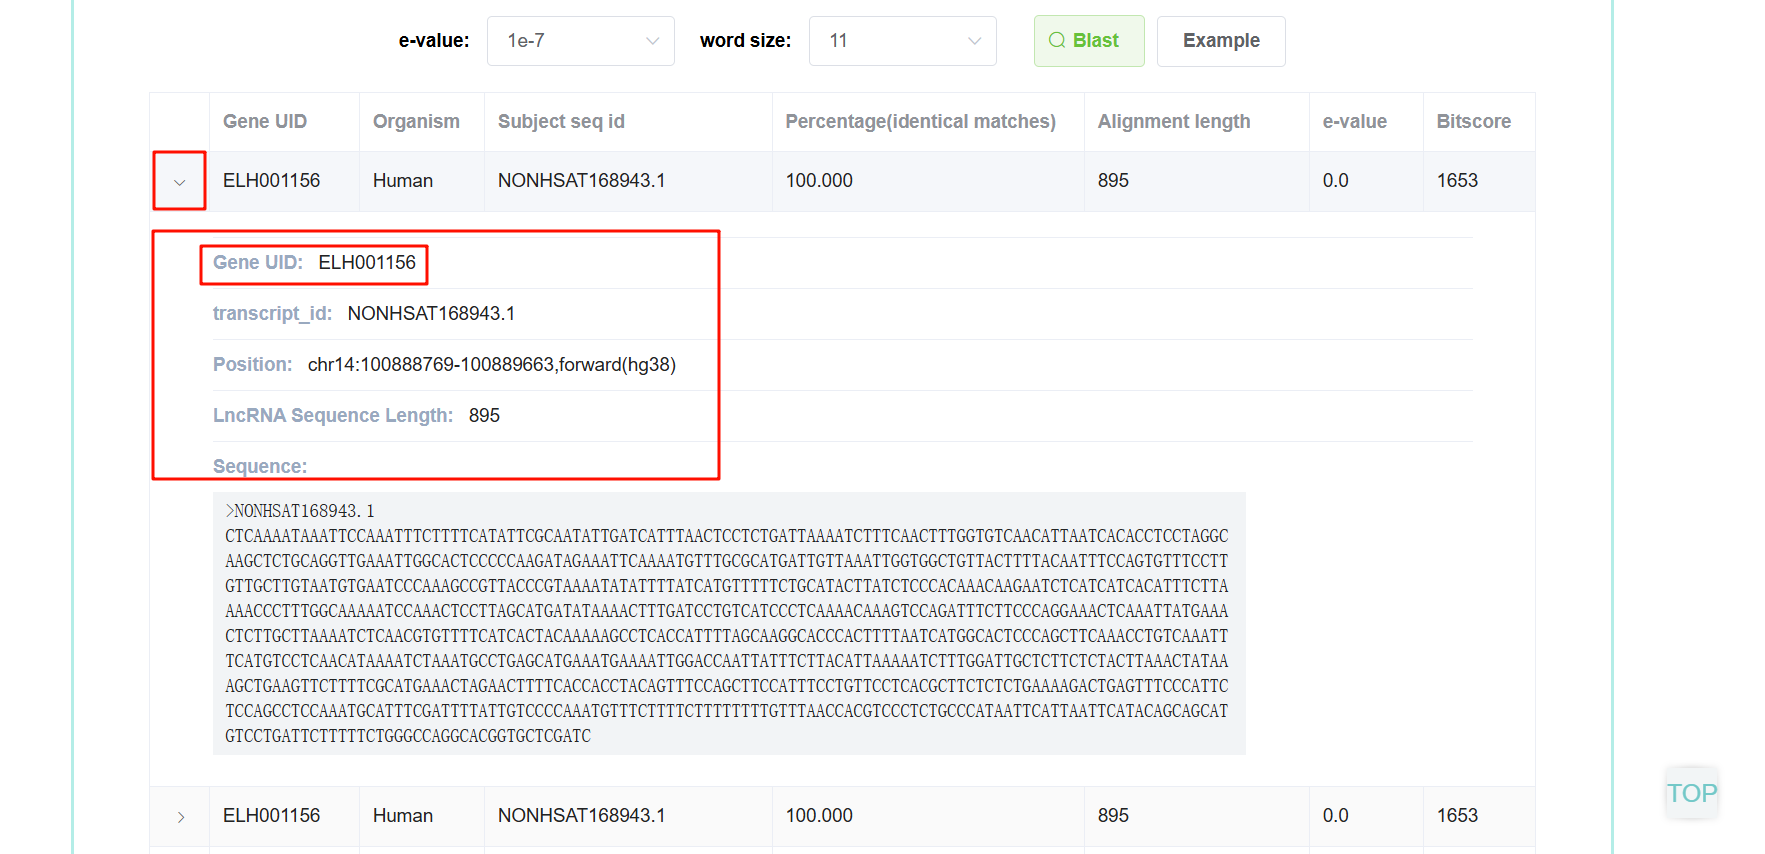 e-value: 1e-7 word size: 11 Blast Example
Gene UID Organism Subject seq id Percentage(identical matches) Alignment length e-value Bitscore
ELH001156 Human NONHSAT168943.1 100.000 895 0.0 1653
Gene UID: ELH001156
transcript_id: NONHSAT168943.1
Position: chr14:100888769-100889663,forward(hg38)
LncRNA Sequence Length: 895
Sequence:
>NONHSAT168943.1
CTCAAAATAAATTCCAAATTTCTTTTCATATTCGCAATATTGATCATTTAACTCCTCTGATTAAAATCTTTCAACTTTGGTGTCAACATTAATCACACCTCCTAGGC
AAGCTCTGCAGGTTGAAATTGGCACTCCCCCAAGATAGAAATTCAAAATGTTTGCGCATGATTGTTAAATTGGTGGCTGTTACTTTTACAATTTCCAGTGTTTCCTT
GTTGCTTGTAATGTGAATCCCAAAGCCGTTACCCGTAAAATATATTTTATCATGTTTTTCTGCATACTTATCTCCCACAAACAAGAATCTCATCATCACATTTCTTA
AAACCCTTTGGCAAAAATCCAAACTCCTTAGCATGATATAAAACTTTGATCCTGTCATCCCTCAAAACAAAGTCCAGATTTCTTCCCAGGAAACTCAAATTATGAAA
CTCTTGCTTAAAATCTCAACGTGTTTTCATCACTACAAAAAGCCTCACCATTTTAGCAAGGCACCCACTTTTAATCATGGCACTCCCAGCTTCAAACCTGTCAAATT
TCATGTCCTCAACATAAAATCTAAATGCCTGAGCATGAAATGAAAATTGGACCAATTATTTCTTACATTAAAAATCTTTGGATTGCTCTTCTCTACTTAAACTATAA
AGCTGAAGTTCTTTTCGCATGAAACTAGAACTTTTCACCACCTACAGTTTCCAGCTTCCATTTCCTGTTCCTCACGCTTCTCTCTGAAAAGACTGAGTTTCCCATTC
TCCAGCCTCCAAATGCATTTCGATTTTATTGTCCCCAAATGTTTCTTTTCTTTTTTTTGTTTAACCACGTCCCTCTGCCCATAATTCATTAATTCATACAGCAGCAT
GTCCTGATTCTTTTTCTGGGCCAGGCACGGTGCTCGATC
ELH001156 Human NONHSAT168943.1 100.000 895 0.0 1653
TOP